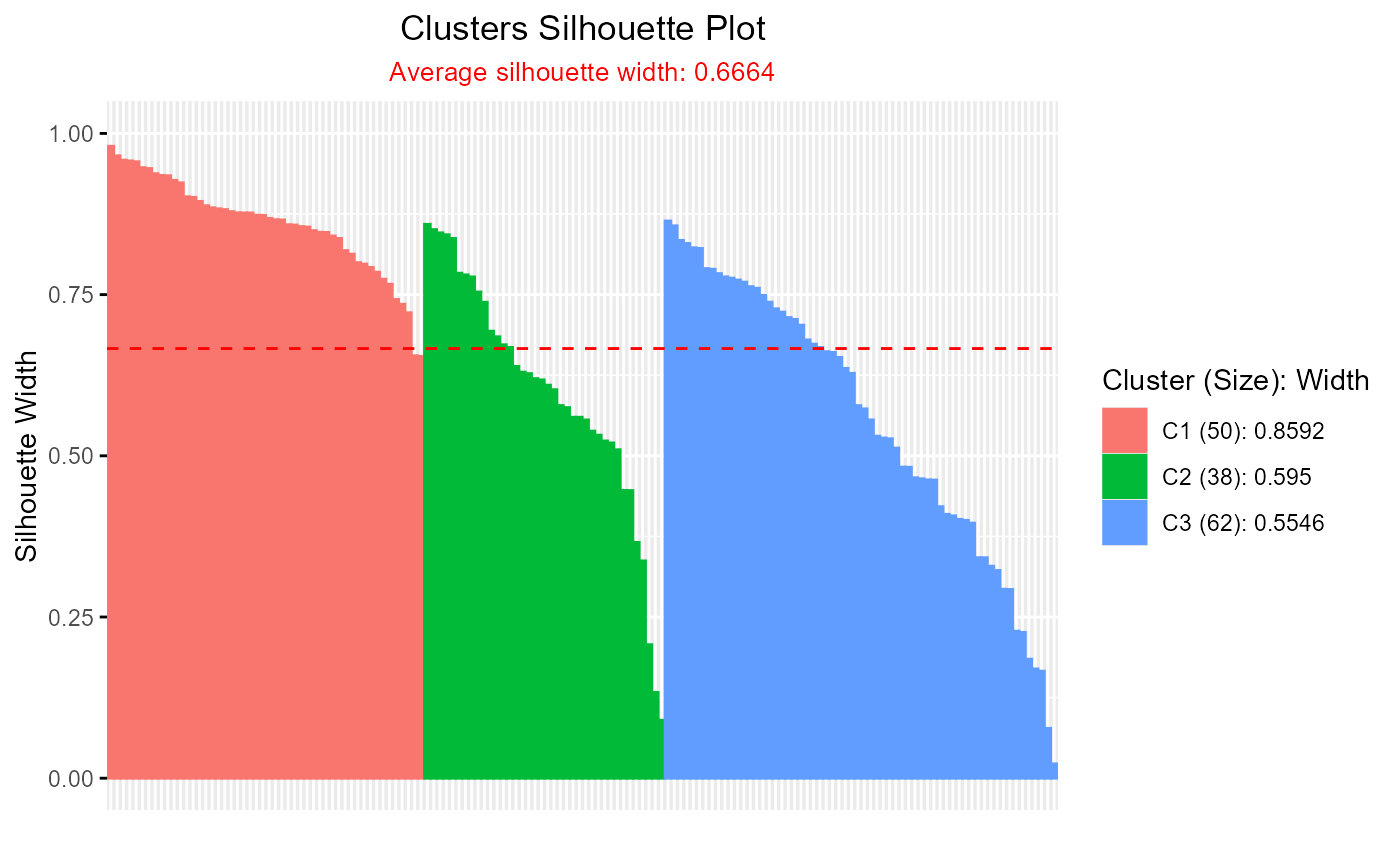 Clusters Silhouette Plot
Average silhouette width: 0.6664
1.00
0.75
0.50
0.25
0.00
Silhouette Width
Cluster (Size): Width
C1 (50): 0.8592
C2 (38): 0.595
C3 (62): 0.5546